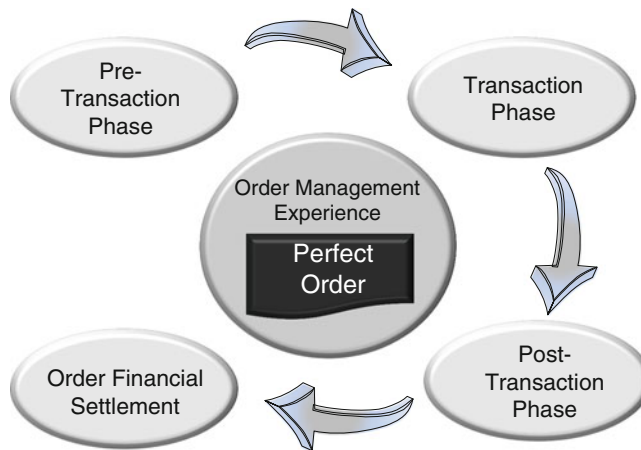 Pre-
Transaction
Phase
Transaction
Phase
Order Management
Experience
Perfect
Order
Order Financial
Settlement
Post-
Transaction
Phase